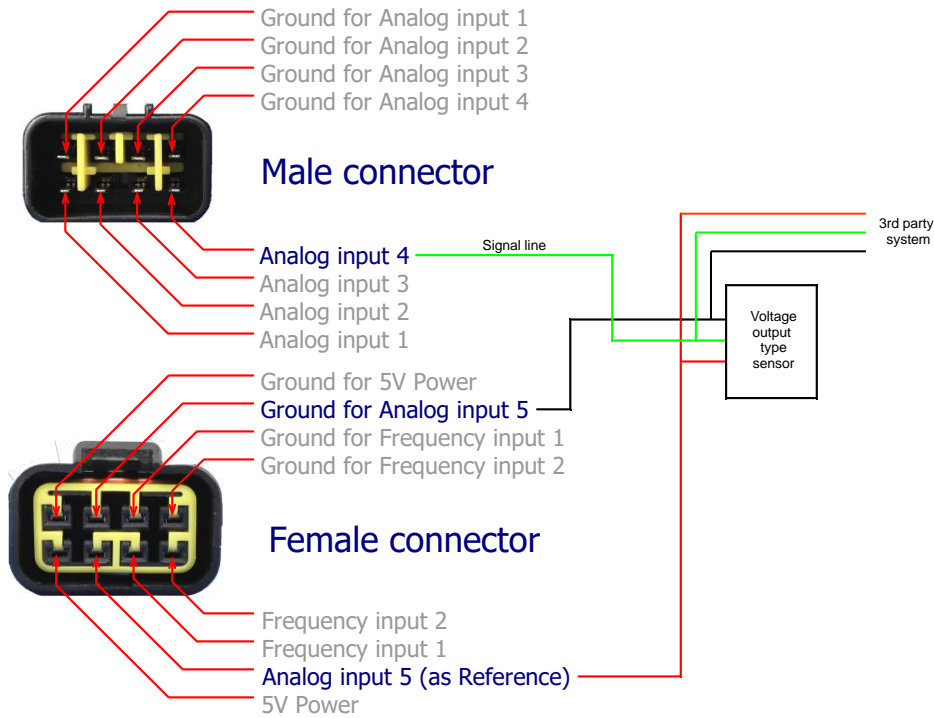 Ground for Analog input 1
Ground for Analog input 2
Ground for Analog input 3
Ground for Analog input 4
Male connector
Analog input 4
Signal line
3rd party
system
Analog input 3
Analog input 2
Analog input 1
Voltage
output
type
sensor
Ground for 5V Power
Ground for Analog input 5
Ground for Frequency input 1
Ground for Frequency input 2
Female connector
Frequency input 2
Frequency input 1
Analog input 5 (as Reference)
5V Power